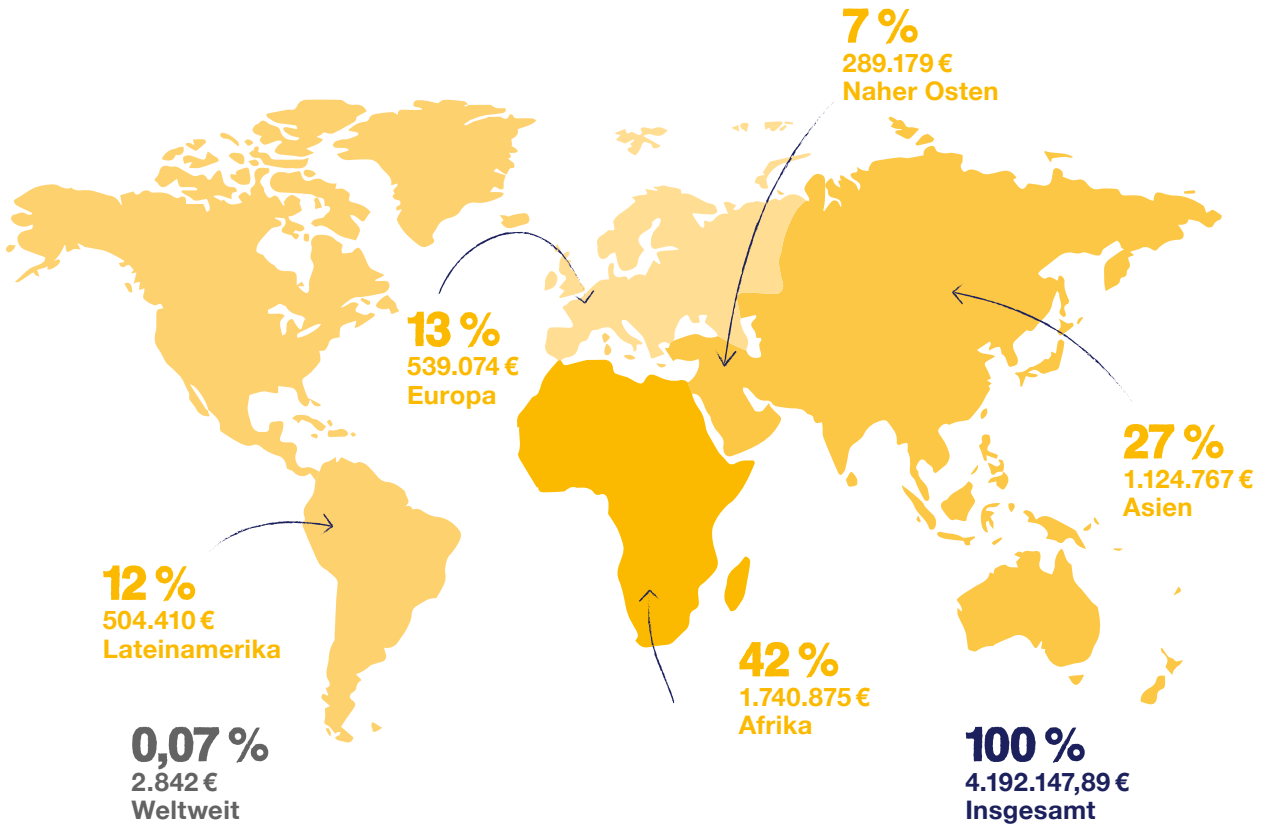 7 %
289.179 €
Naher Osten
13 %
539.074 €
Europa
27 %
1.124.767 €
Asien
12 %
504.410 €
Lateinamerika
42 %
1.740.875 €
Afrika
0,07 %
2.842 €
Weltweit
100 %
4.192.147,89 €
Insgesamt